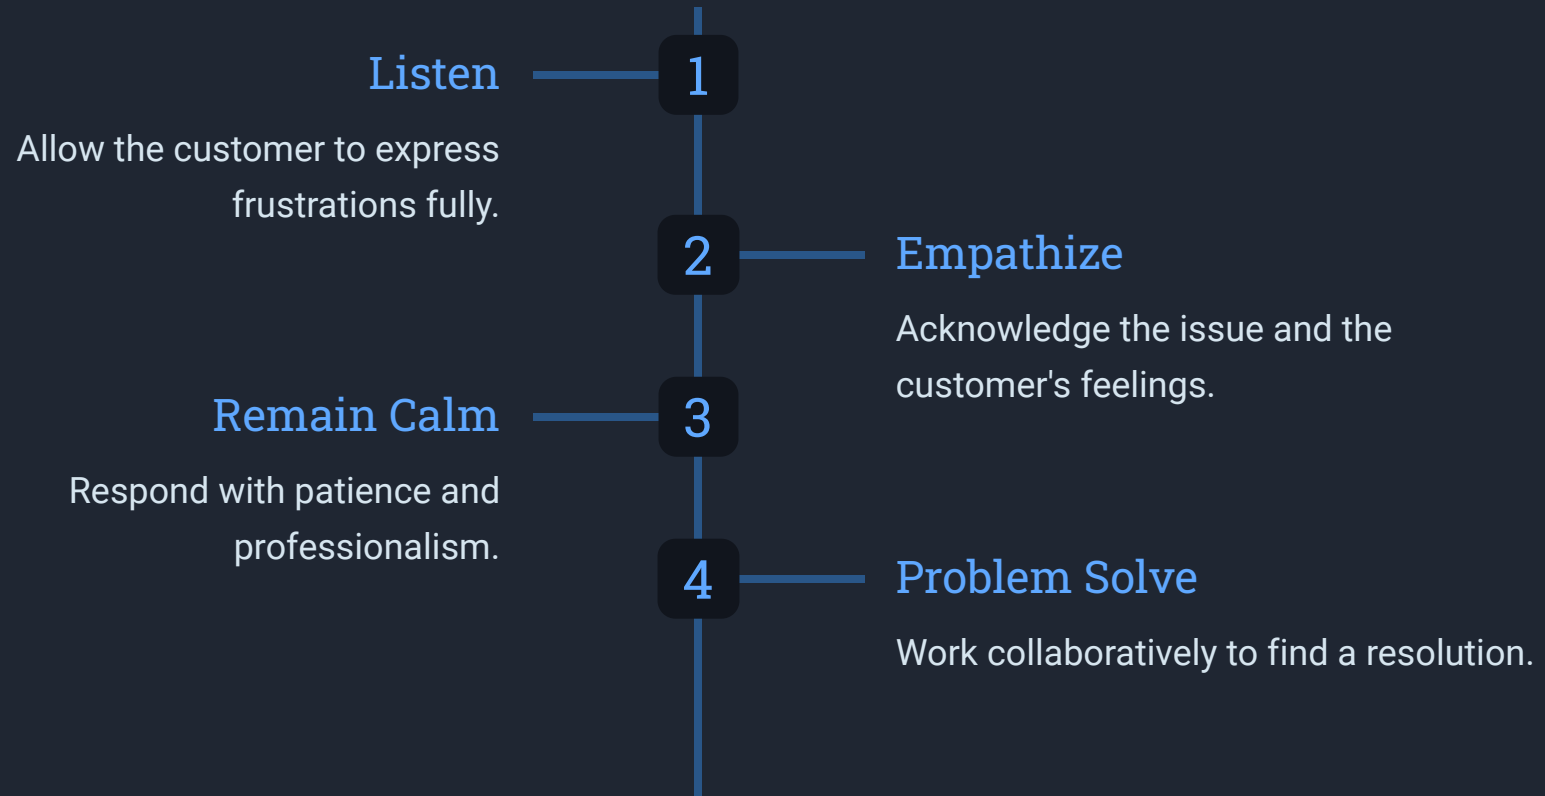 Listen
1
Allow the customer to express
frustrations fully.
2
Empathize
Acknowledge the issue and the
customer's feelings.
Remain Calm
3
Respond with patience and
professionalism.
4
Problem Solve
Work collaboratively to find a resolution.